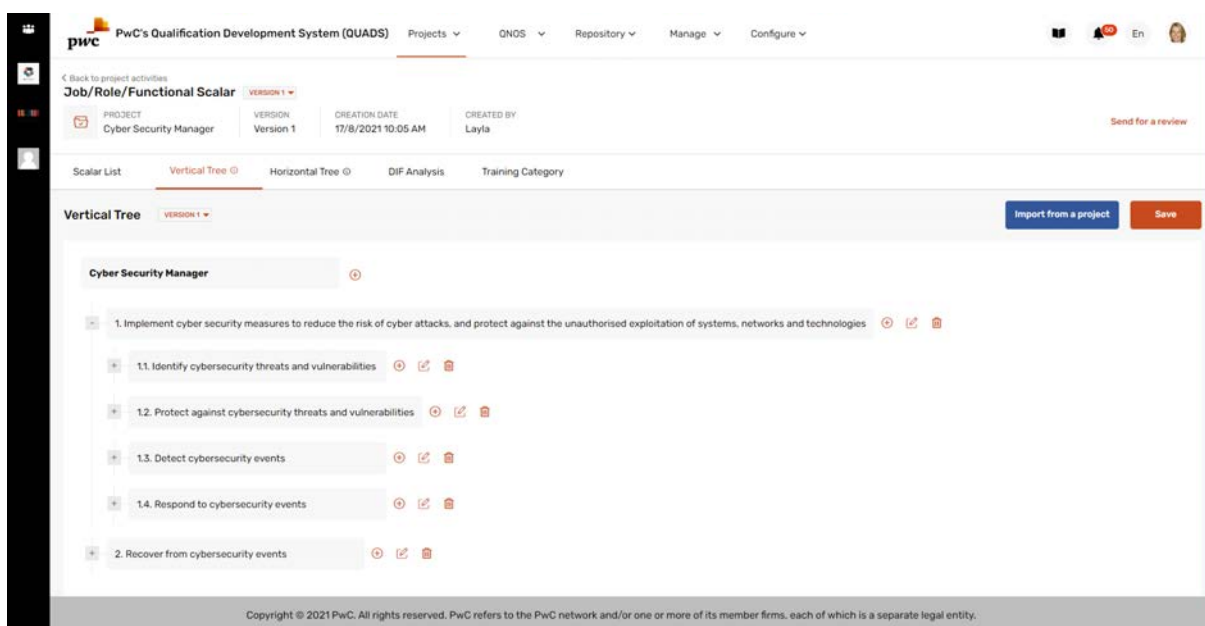 pwc
PwC's Qualification Development System (QUADS) Projects QNOS Repository Manage Configure 50 En
Back to project activities
Job/Role/Functional Scalar VERSION 1
PROJECT VERSION CREATION DATE CREATED BY
Cyber Security Manager Version 1 17/8/2021 10:05 AM Layla
Send for a review
Scalar List Vertical Tree Horizontal Tree DIF Analysis Training Category
Vertical Tree VERSION 1 Import from a project Save
Cyber Security Manager
1. Implement cyber security measures to reduce the risk of cyber attacks, and protect against the unauthorised exploitation of systems, networks and technologies
1.1. Identify cybersecurity threats and vulnerabilities
1.2. Protect against cybersecurity threats and vulnerabilities
1.3. Detect cybersecurity events
1.4. Respond to cybersecurity events
2. Recover from cybersecurity events
Copyright © 2021 PwC. All rights reserved. PwC refers to the PwC network and/or one or more of its member firms, each of which is a separate legal entity.